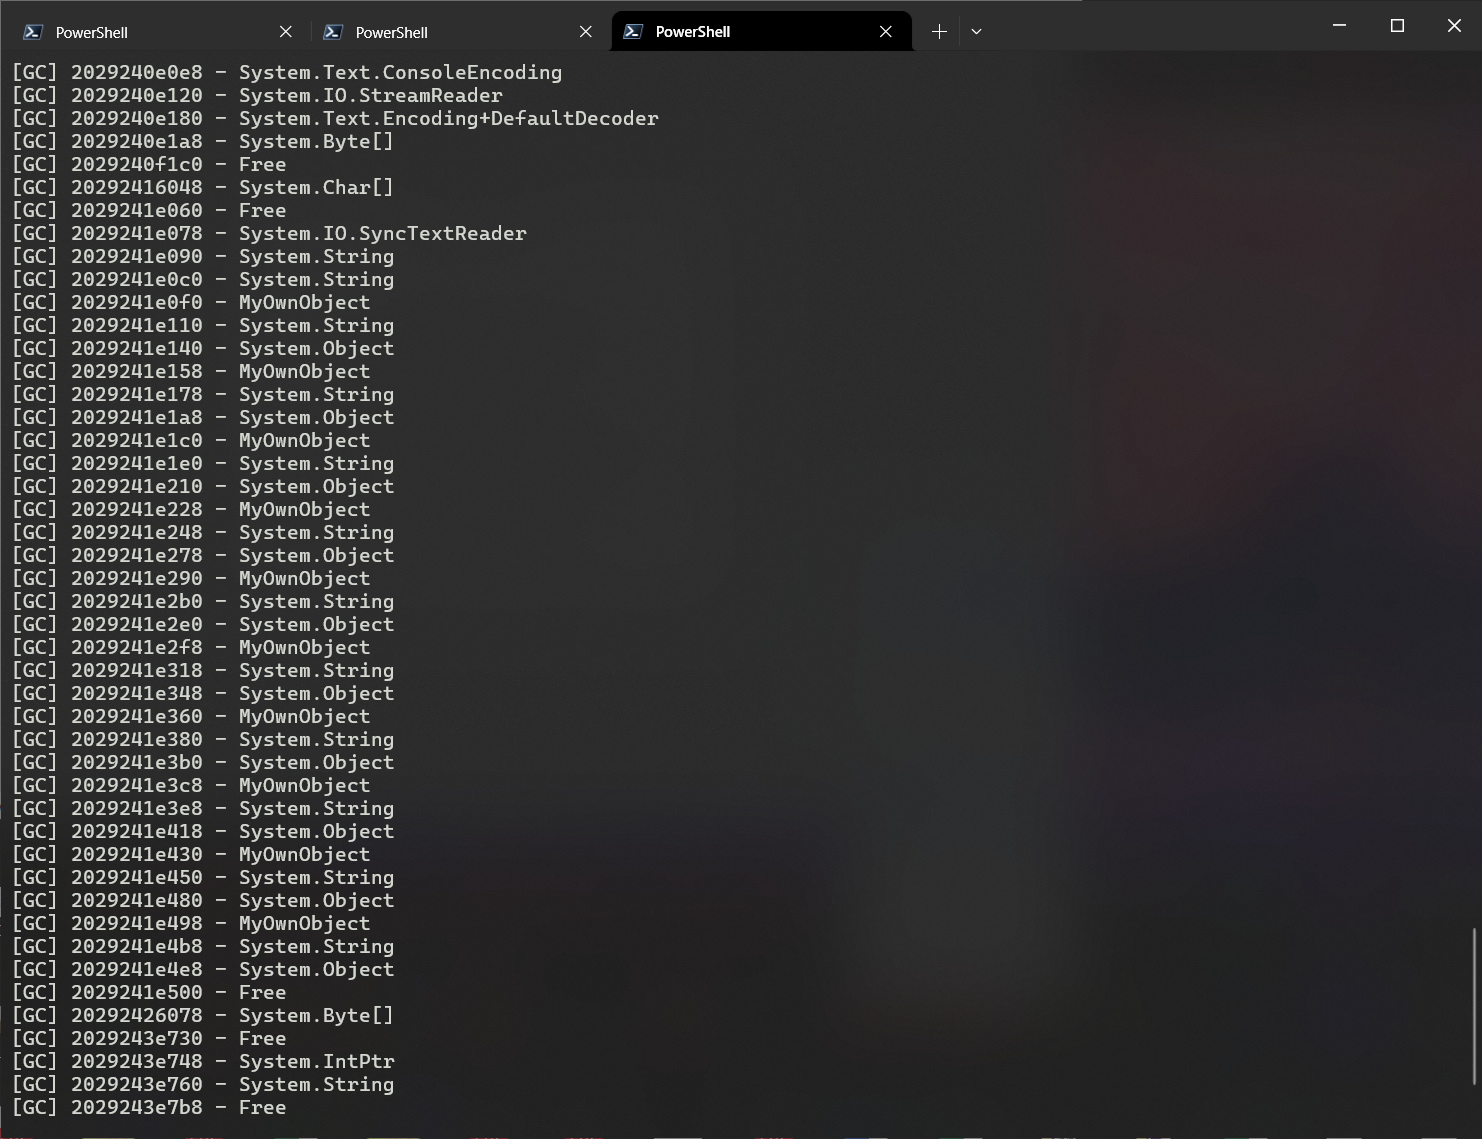 PowerShell
PowerShell
PowerShell
[GC] 2029240e0e8 - System.Text.ConsoleEncoding
[GC] 2029240e120 - System.IO.StreamReader
[GC] 2029240e180 - System.Text.Encoding+DefaultDecoder
[GC] 2029240e1a8 - System.Byte[]
[GC] 2029240f1c0 - Free
[GC] 20292416048 - System.Char[]
[GC] 2029241e060 - Free
[GC] 2029241e078 - System.IO.SyncTextReader
[GC] 2029241e090 - System.String
[GC] 2029241e0c0 - System.String
[GC] 2029241e0f0 - MyOwnObject
[GC] 2029241e110 - System.String
[GC] 2029241e140 - System.Object
[GC] 2029241e158 - MyOwnObject
[GC] 2029241e178 - System.String
[GC] 2029241e1a8 - System.Object
[GC] 2029241e1c0 - MyOwnObject
[GC] 2029241e1e0 - System.String
[GC] 2029241e210 - System.Object
[GC] 2029241e228 - MyOwnObject
[GC] 2029241e248 - System.String
[GC] 2029241e278 - System.Object
[GC] 2029241e290 - MyOwnObject
[GC] 2029241e2b0 - System.String
[GC] 2029241e2e0 - System.Object
[GC] 2029241e2f8 - MyOwnObject
[GC] 2029241e318 - System.String
[GC] 2029241e348 - System.Object
[GC] 2029241e360 - MyOwnObject
[GC] 2029241e380 - System.String
[GC] 2029241e3b0 - System.Object
[GC] 2029241e3c8 - MyOwnObject
[GC] 2029241e3e8 - System.String
[GC] 2029241e418 - System.Object
[GC] 2029241e430 - MyOwnObject
[GC] 2029241e450 - System.String
[GC] 2029241e480 - System.Object
[GC] 2029241e498 - MyOwnObject
[GC] 2029241e4b8 - System.String
[GC] 2029241e4e8 - System.Object
[GC] 2029241e500 - Free
[GC] 20292426078 - System.Byte[]
[GC] 2029243e730 - Free
[GC] 2029243e748 - System.IntPtr
[GC] 2029243e760 - System.String
[GC] 2029243e7b8 - Free